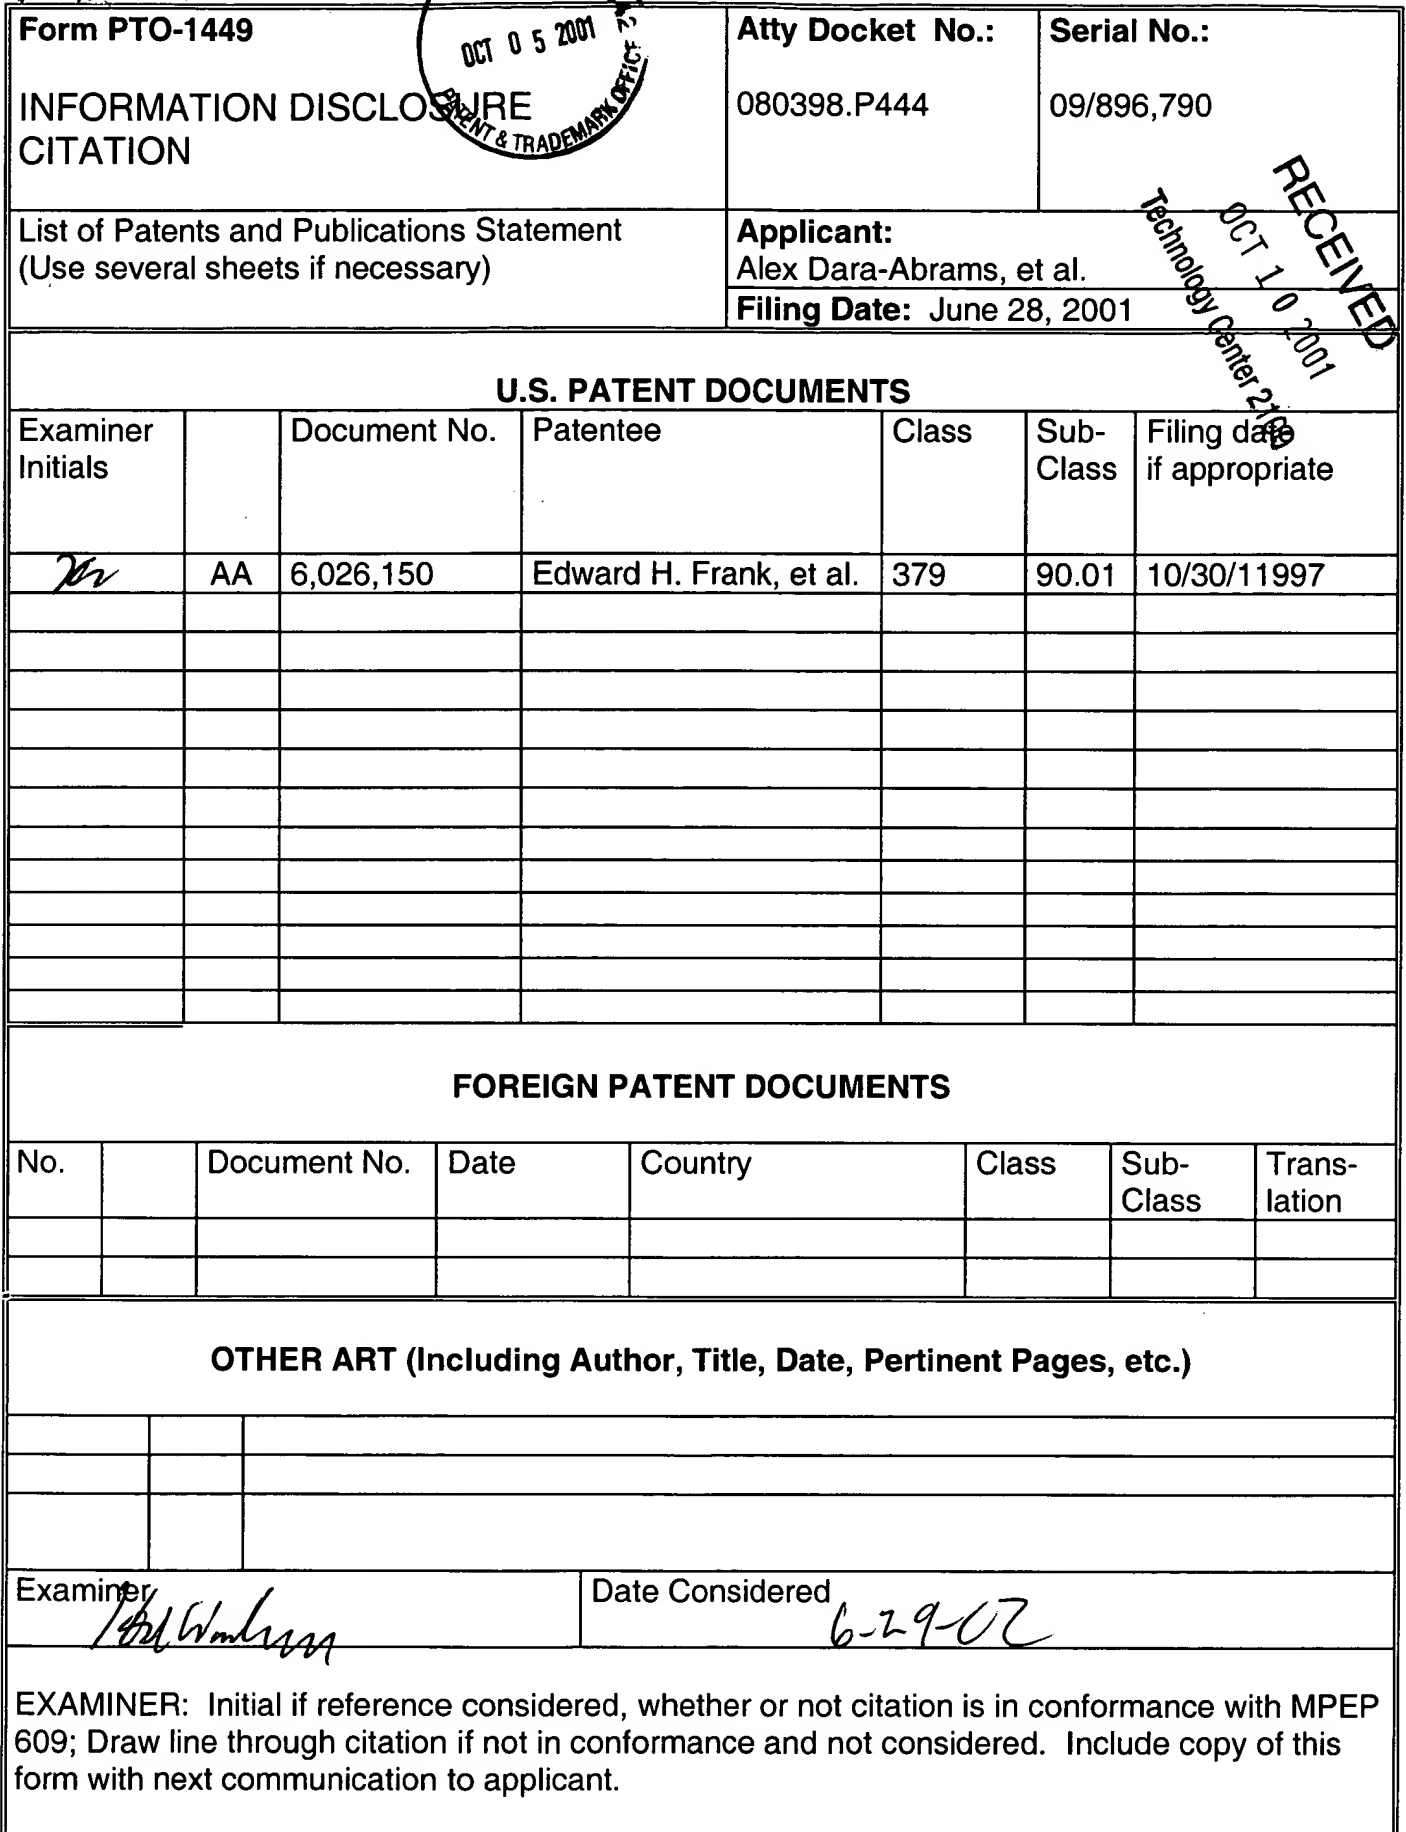 Form PTO-1449
INFORMATION DISCLOSURE
CITATION
OCT 05 2001
PATENT & TRADEMARK OFFICE
Atty Docket No.:
080398.P444
Serial No.:
09/896,790
List of Patents and Publications Statement
(Use several sheets if necessary)
Applicant:
Alex Dara-Abrams, et al.
Filing Date: June 28, 2001
RECEIVED
OCT 10 2001
Technology Center 2100
U.S. PATENT DOCUMENTS
Examiner Initials Document No. Patentee Class Sub-Class Filing date if appropriate
AA 6,026,150 Edward H. Frank, et al. 379 90.01 10/30/11997
FOREIGN PATENT DOCUMENTS
No. Document No. Date Country Class Sub-Class Trans-lation
OTHER ART (Including Author, Title, Date, Pertinent Pages, etc.)
Examiner
Date Considered 6-29-02
EXAMINER: Initial if reference considered, whether or not citation is in conformance with MPEP
609; Draw line through citation if not in conformance and not considered. Include copy of this
form with next communication to applicant.